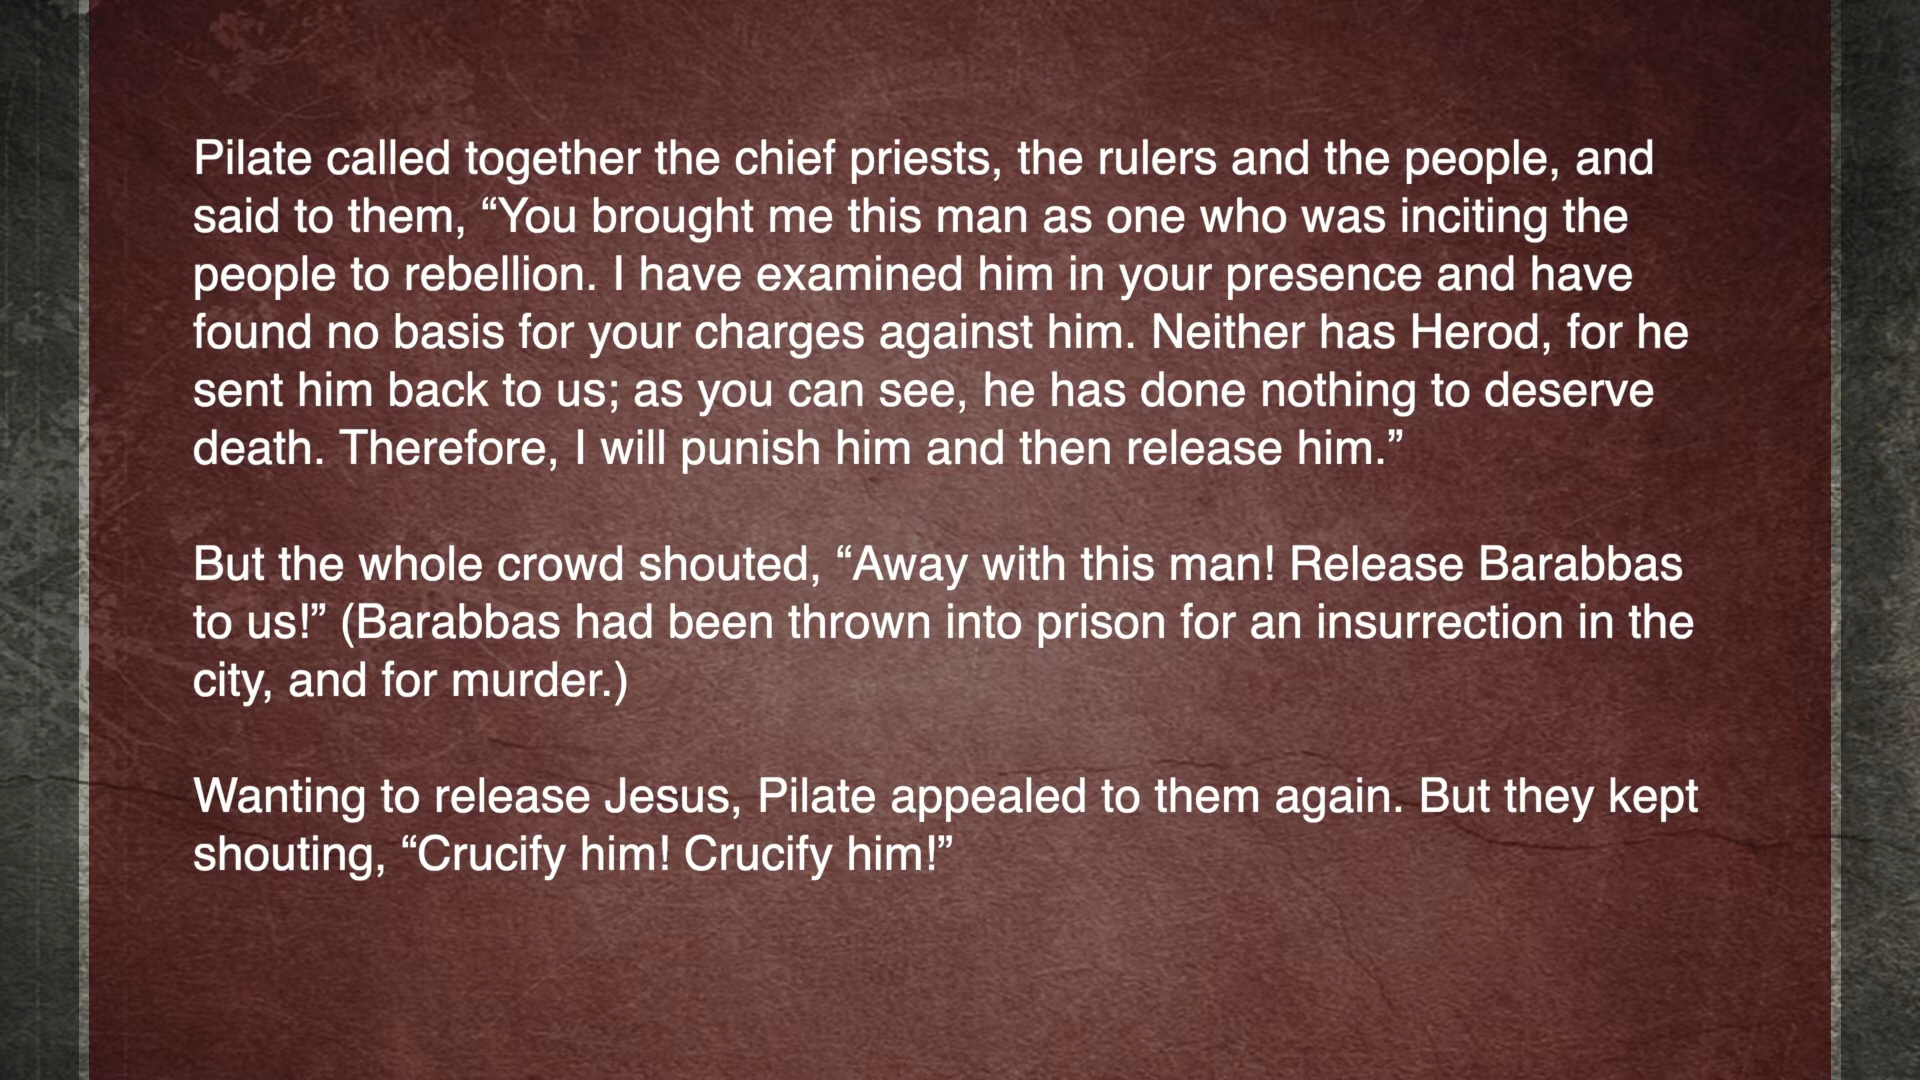 Pilate called together the chief priests, the rulers and the people, and
said to them, “You brought me this man as one who was inciting the
people to rebellion. I have examined him in your presence and have
found no basis for your charges against him. Neither has Herod, for he
sent him back to us; as you can see, he has done nothing to deserve
death. Therefore, I will punish him and then release him.”
But the whole crowd shouted, “Away with this man! Release Barabbas
to us!” (Barabbas had been thrown into prison for an insurrection in the
city, and for murder.)
Wanting to release Jesus, Pilate appealed to them again. But they kept
shouting, “Crucify him! Crucify him!”